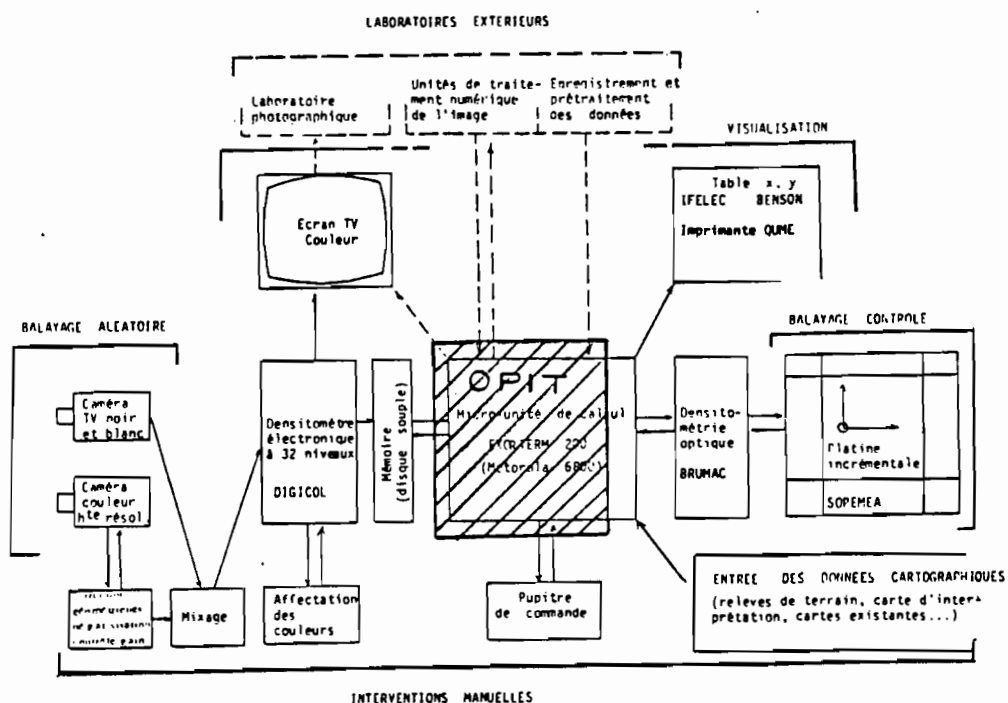 LABORATOIRES EXTERIEURS
Laboratoire
photographique
Unités de traite-
ment numérique
de l'image
Enregistrement et
prétraitement
des données
VISUALISATION
Ecran TV
Couleur
Table x, y
IFELEC BENSON
Imprimante QUME
BALAYAGE ALEATOIRE
BALAYAGE CONTROLE
Caméra
TV noir
et blanc
Caméra
couleur
hte résol.
Densitomètre
électronique
à 32 niveaux
DIGICOL
Mémoire
(disque souple)
OPIT
Micro-unité de calcul
(Motorola
Densito-
métrie
optique
BRUMAC
Platine
incrémentale
SOPEMEA
Mixage
Affectation
des
couleurs
Pupitre
de commande
ENTREE DES DONNÉES CARTOGRAPHIQUES
(relevés de terrain, carte d'inter-
prétation, cartes existantes...)
INTERVENTIONS MANUELLES